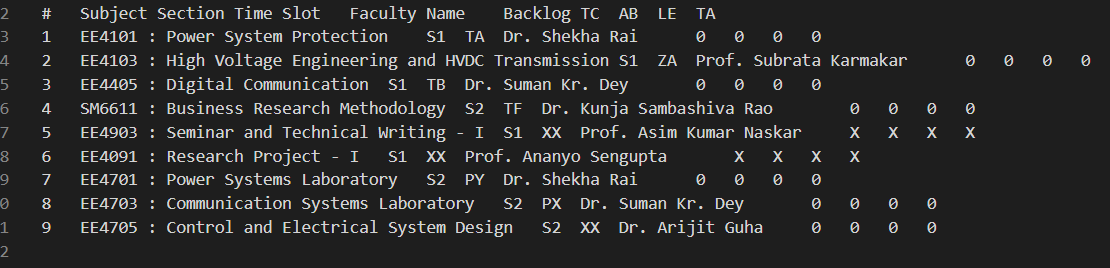 2 # Subject Section Time Slot Faculty Name Backlog TC AB LE TA
3 1 EE4101 : Power System Protection S1 TA Dr. Shekha Rai 0 0 0 0
4 2 EE4103 : High Voltage Engineering and HVDC Transmission S1 ZA Prof. Subrata Karmakar 0 0 0 0
5 3 EE4405 : Digital Communication S1 TB Dr. Suman Kr. Dey 0 0 0 0
6 4 SM6611 : Business Research Methodology S2 TF Dr. Kunja Sambashiva Rao 0 0 0 0
7 5 EE4903 : Seminar and Technical Writing - I S1 XX Prof. Asim Kumar Naskar X X X X
8 6 EE4091 : Research Project - I S1 XX Prof. Ananyo Sengupta X X X X
9 7 EE4701 : Power Systems Laboratory S2 PY Dr. Shekha Rai 0 0 0 0
0 8 EE4703 : Communication Systems Laboratory S2 PX Dr. Suman Kr. Dey 0 0 0 0
1 9 EE4705 : Control and Electrical System Design S2 XX Dr. Arijit Guha 0 0 0 0
2